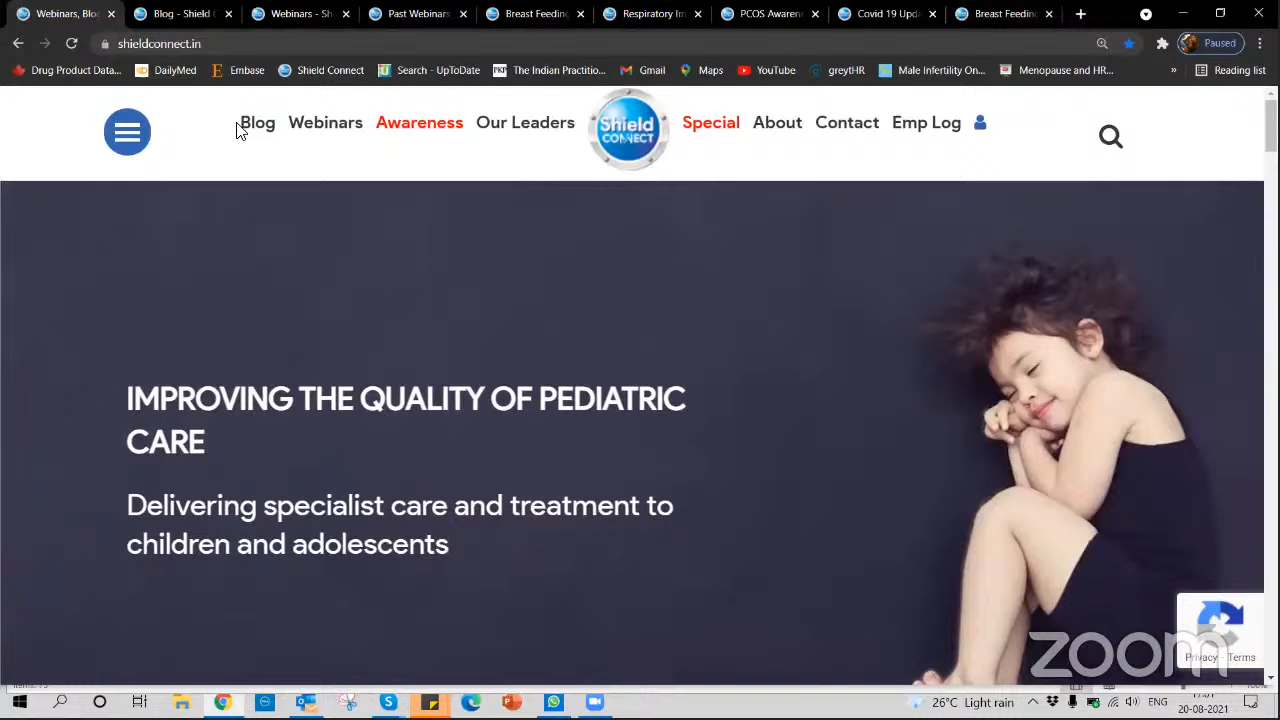 Webinars, Blog
Blog - Shield C
Webinars - Sh
Past Webinars
Breast Feeding
Respiratory Im
PCOS Awaren
Covid 19 Upd
Breast Feeding
shieldconnect.in
Paused
Drug Product Data...
DailyMed
Embase
Shield Connect
Search - UpToDate
The Indian Practitio...
Gmail
Maps
YouTube
greytHR
Male Infertility On...
Menopause and HR...
»
Reading list
Blog Webinars Awareness Our Leaders
Shield
CONNECT
Special About Contact Emp Log
IMPROVING THE QUALITY OF PEDIATRIC
CARE
Delivering specialist care and treatment to
children and adolescents
Privacy - Terms
zoom
26°C Light rain
ENG
20-08-2021